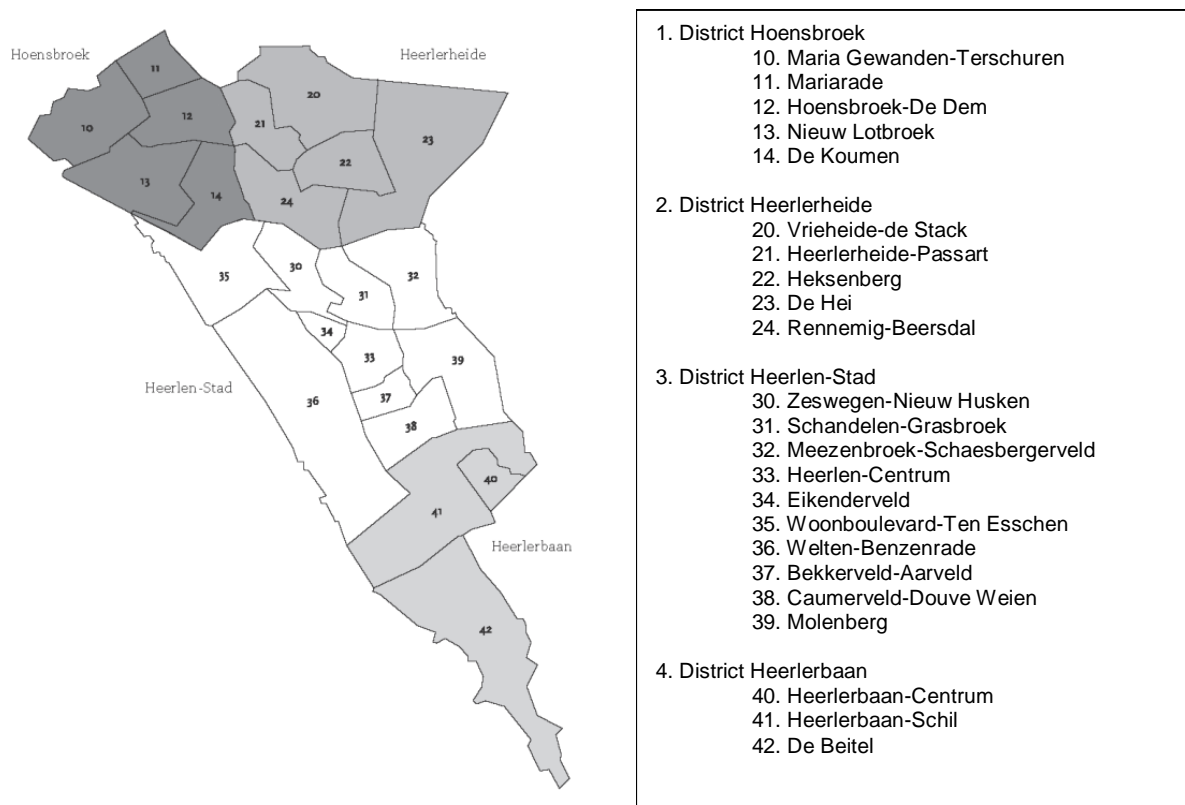 Hoensbroek
Heerlerheide
11
20
10
12
21
23
22
13
14
24
35
30
31
32
34
33
39
Heerlen-Stad
36
37
38
40
41
Heerlerbaan
42
1. District Hoensbroek
10. Maria Gewanden-Terschuren
11. Mariarade
12. Hoensbroek-De Dem
13. Nieuw Lotbroek
14. De Koumen
2. District Heerlerheide
20. Vrieheide-de Stack
21. Heerlerheide-Passart
22. Heksenberg
23. De Hei
24. Rennemig-Beersdal
3. District Heerlen-Stad
30. Zeswegen-Nieuw Husken
31. Schandelen-Grasbroek
32. Meezenbroek-Schaesbergerveld
33. Heerlen-Centrum
34. Eikenderveld
35. Woonboulevard-Ten Esschen
36. Welten-Benzenrade
37. Bekkerveld-Aarveld
38. Caumerveld-Douve Weien
39. Molenberg
4. District Heerlerbaan
40. Heerlerbaan-Centrum
41. Heerlerbaan-Schil
42. De Beitel